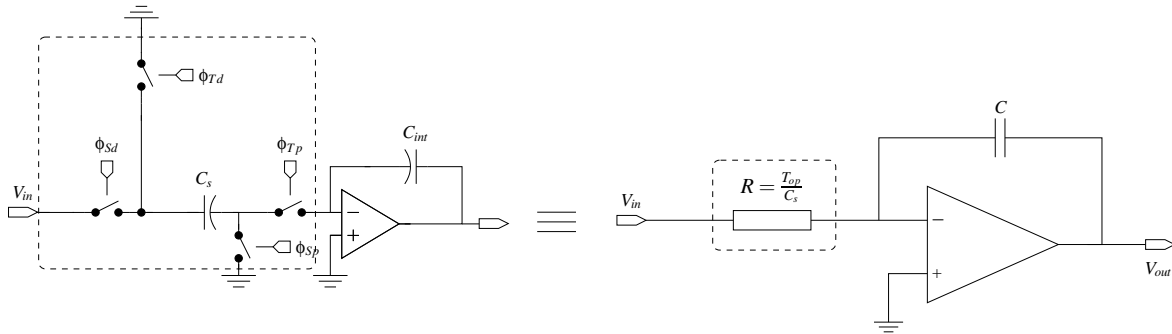 ϕTd
ϕSd
ϕTp
Cint
Cs
Vin
−
+
ϕSp
C
R = Top/Cs
Vin
−
+
Vout